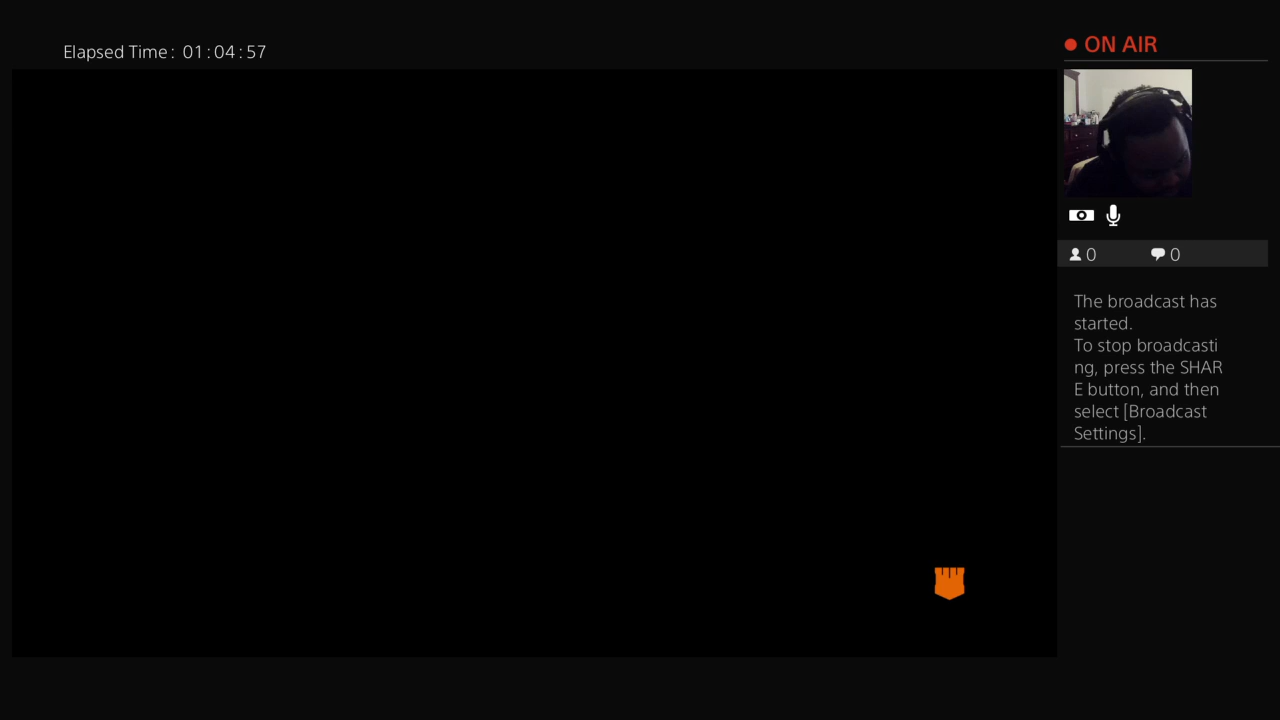 Elapsed Time: 01:04:57
ON AIR
0 0
The broadcast has
started.
To stop broadcasti
ng, press the SHAR
E button, and then
select [Broadcast
Settings].